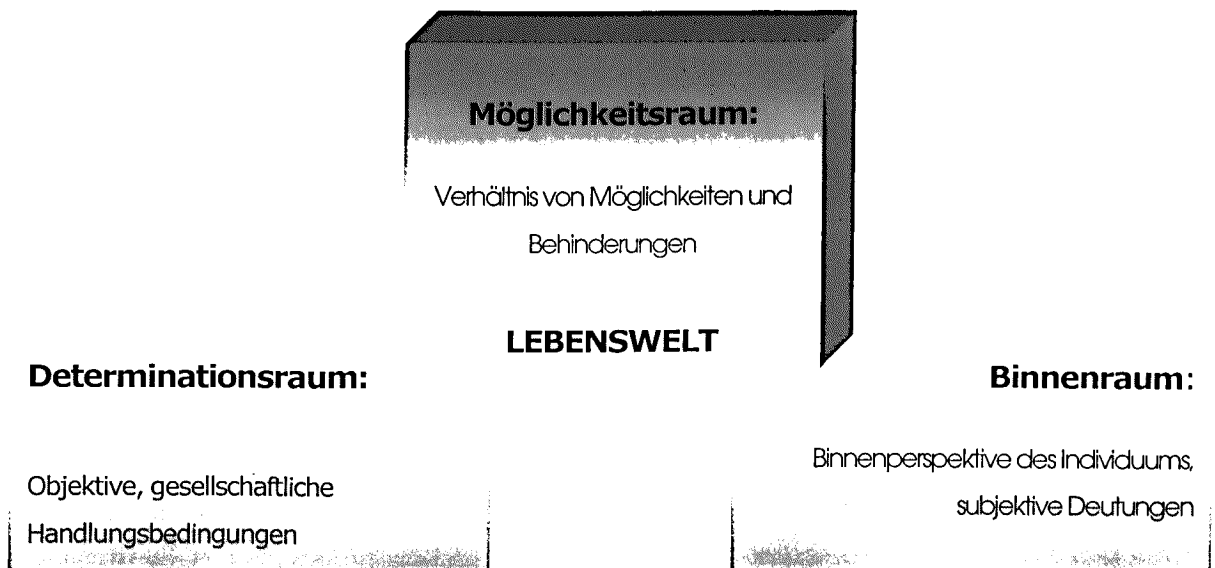 Möglichkeitsraum:
Verhältnis von Möglichkeiten und
Behinderungen
LEBENSWELT
Determinationsraum:
Objektive, gesellschaftliche
Handlungsbedingungen
Binnenraum:
Binnenperspektive des Individuums,
subjektive Deutungen